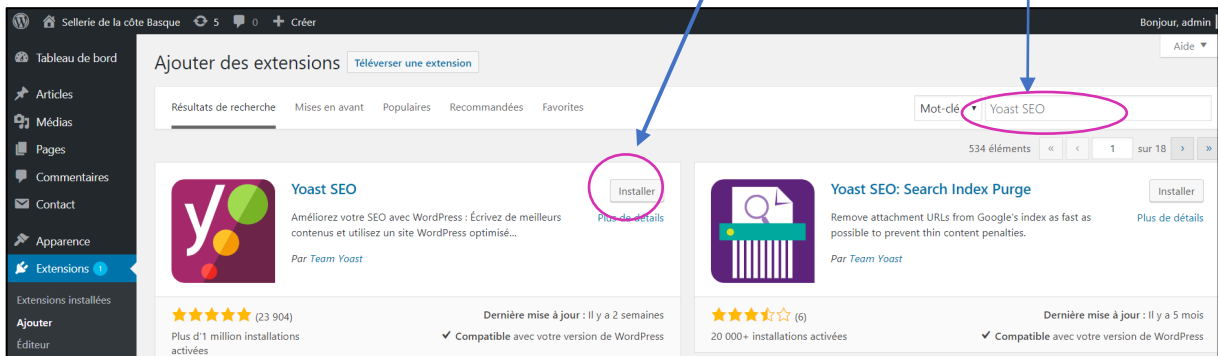 Sellerie de la côte Basque 5 0 + Créer Bonjour, admin
Aide ▼
Tableau de bord
Articles
Médias
Pages
Commentaires
Contact
Apparence
Extensions 1
Extensions installées
Ajouter
Éditeur
Ajouter des extensions Téléverser une extension
Résultats de recherche Mises en avant Populaires Recommandées Favorites Mot-clé ▼ Yoast SEO
534 éléments « ‹ 1 sur 18 › »
Yoast SEO Installer
Améliorez votre SEO avec WordPress : Écrivez de meilleurs Plus de détails
contenus et utilisez un site WordPress optimisé…
Par Team Yoast
(23 904) Dernière mise à jour : Il y a 2 semaines
Plus d'1 million installations ✔ Compatible avec votre version de WordPress
activées
Yoast SEO: Search Index Purge Installer
Remove attachment URLs from Google's index as fast as Plus de détails
possible to prevent thin content penalties.
Par Team Yoast
(6) Dernière mise à jour : Il y a 5 mois
20 000+ installations activées ✔ Compatible avec votre version de WordPress